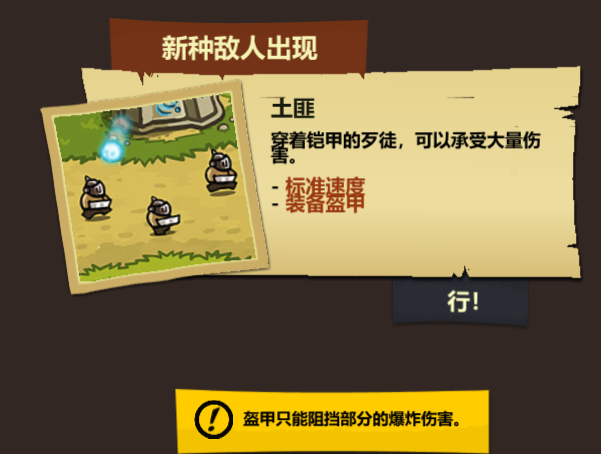 新种敌人出现
土匪
穿着铠甲的歹徒，可以承受大量伤
害。
- 标准速度
- 装备盔甲
行！
盔甲只能阻挡部分的爆炸伤害。